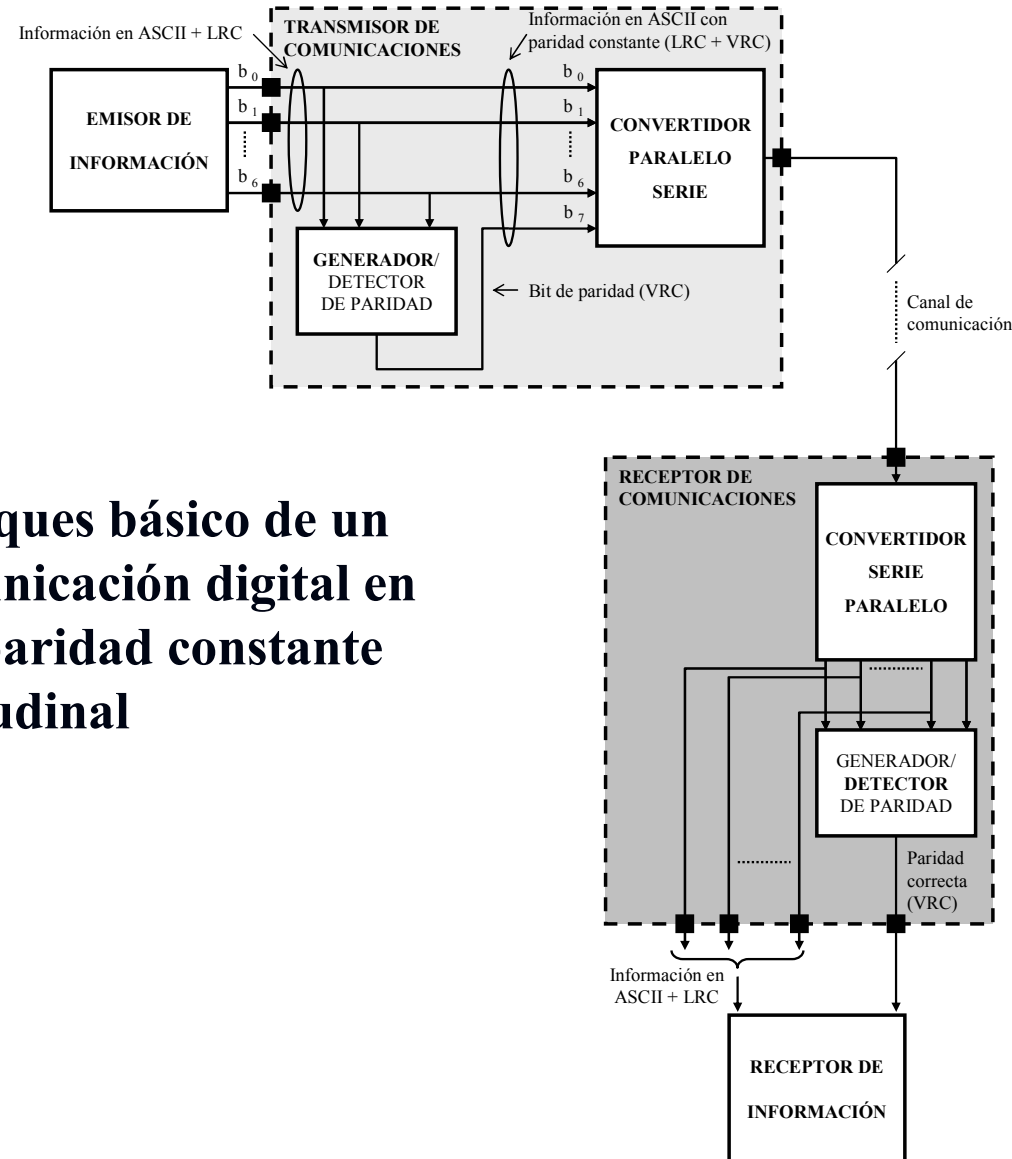 Información en ASCII + LRC
TRANSMISOR DE
COMUNICACIONES
Información en ASCII con
paridad constante (LRC + VRC)
EMISOR DE
INFORMACIÓN
b 0
b 1
b 6
b 0
b 1
b 6
b 7
CONVERTIDOR
PARALELO
SERIE
GENERADOR/
DETECTOR
DE PARIDAD
Bit de paridad (VRC)
Canal de
comunicación
ques básico de un
nicación digital en
paridad constante
udinal
RECEPTOR DE
COMUNICACIONES
CONVERTIDOR
SERIE
PARALELO
GENERADOR/
DETECTOR
DE PARIDAD
Paridad
correcta
(VRC)
Información en
ASCII + LRC
RECEPTOR DE
INFORMACIÓN